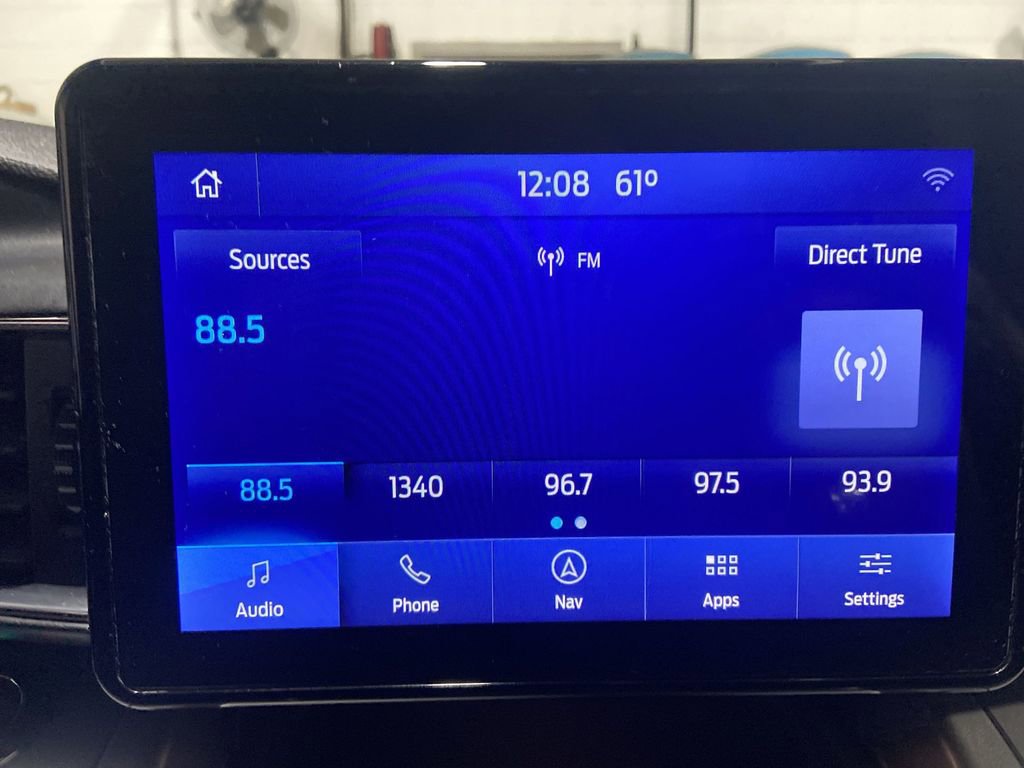 12:08 61°
Sources
FM
Direct Tune
88.5
88.5 1340 96.7 97.5 93.9
Audio Phone Nav Apps Settings